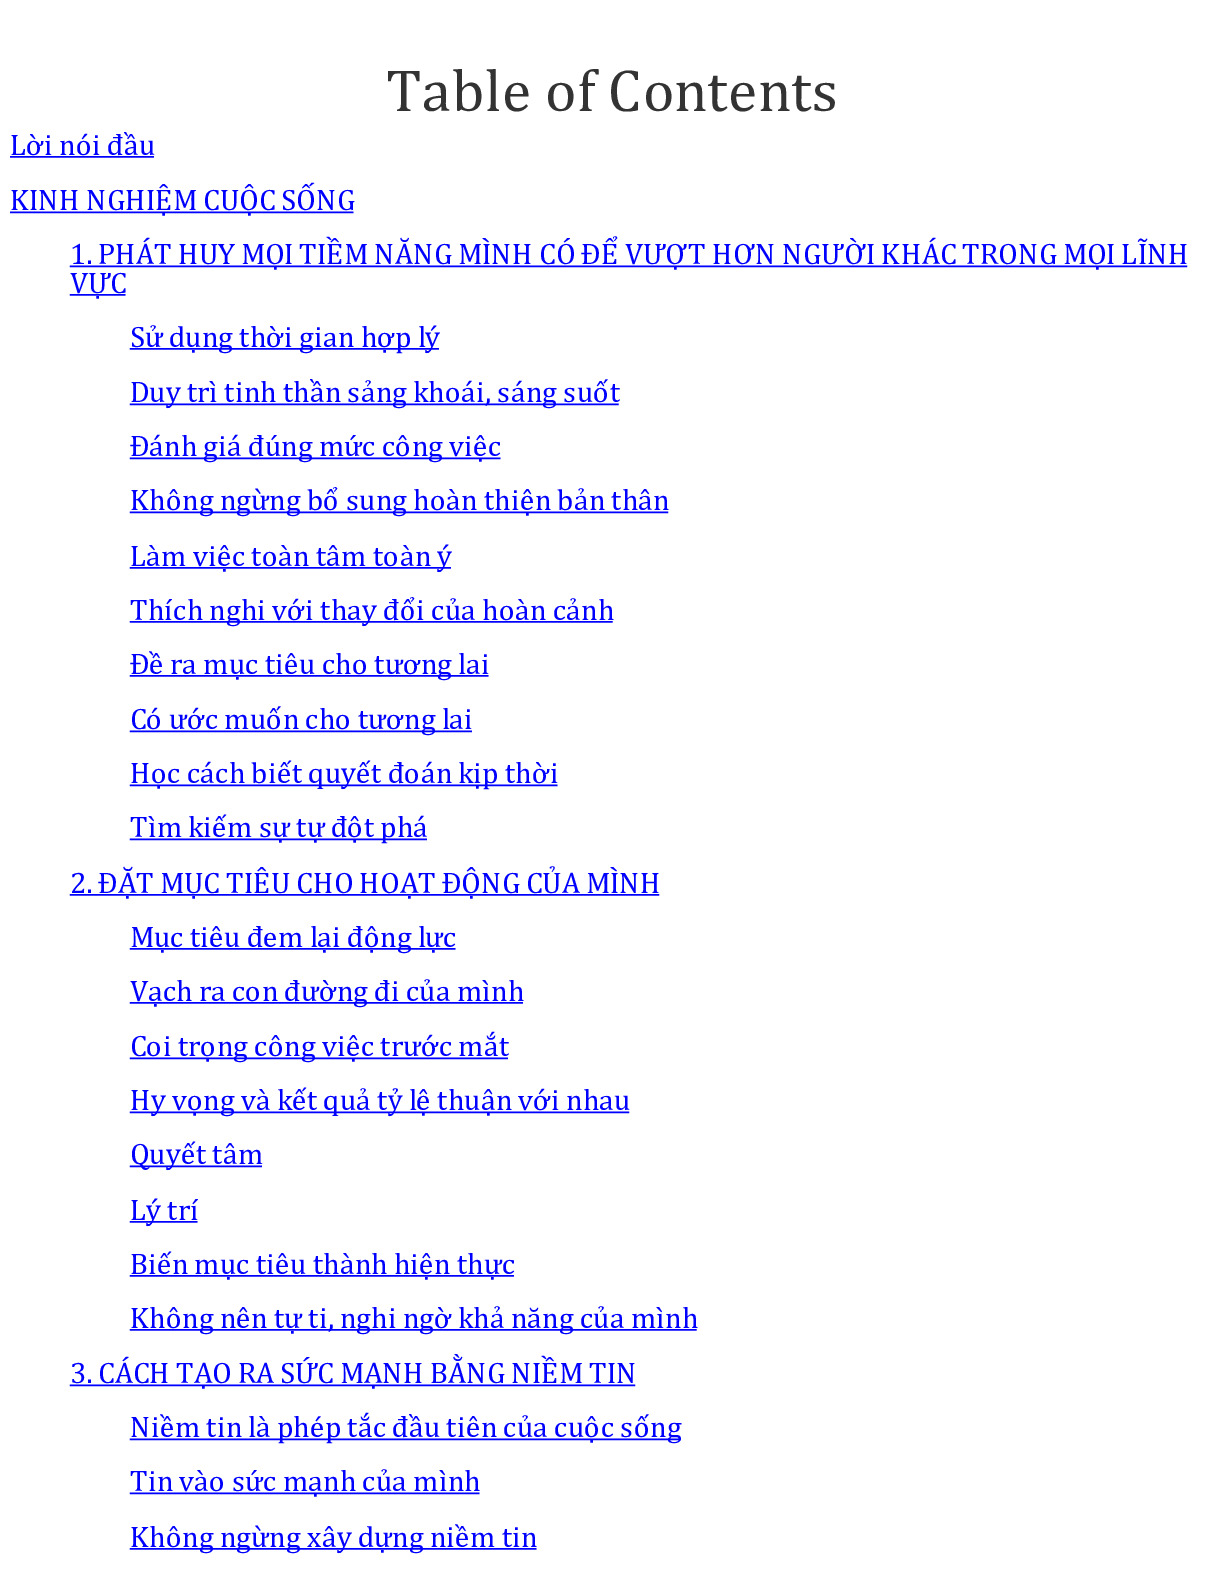 Table of Contents
Lời nói đầu
KINH NGHIỆM CUỘC SỐNG
1. PHÁT HUY MỌI TIỀM NĂNG MÌNH CÓ ĐỂ VƯỢT HƠN NGƯỜI KHÁC TRONG MỌI LĨNH
VỰC
Sử dụng thời gian hợp lý
Duy trì tinh thần sảng khoái, sáng suốt
Đánh giá đúng mức công việc
Không ngừng bổ sung hoàn thiện bản thân
Làm việc toàn tâm toàn ý
Thích nghi với thay đổi của hoàn cảnh
Đề ra mục tiêu cho tương lai
Có ước muốn cho tương lai
Học cách biết quyết đoán kịp thời
Tìm kiếm sự tự đột phá
2. ĐẶT MỤC TIÊU CHO HOẠT ĐỘNG CỦA MÌNH
Mục tiêu đem lại động lực
Vạch ra con đường đi của mình
Coi trọng công việc trước mắt
Hy vọng và kết quả tỷ lệ thuận với nhau
Quyết tâm
Lý trí
Biến mục tiêu thành hiện thực
Không nên tự ti, nghi ngờ khả năng của mình
3. CÁCH TẠO RA SỨC MẠNH BẰNG NIỀM TIN
Niềm tin là phép tắc đầu tiên của cuộc sống
Tin vào sức mạnh của mình
Không ngừng xây dựng niềm tin